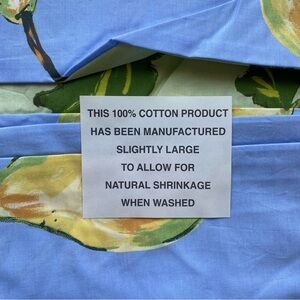 THIS 100% COTTON PRODUCT
HAS BEEN MANUFACTURED
SLIGHTLY LARGE
TO ALLOW FOR
NATURAL SHRINKAGE
WHEN WASHED